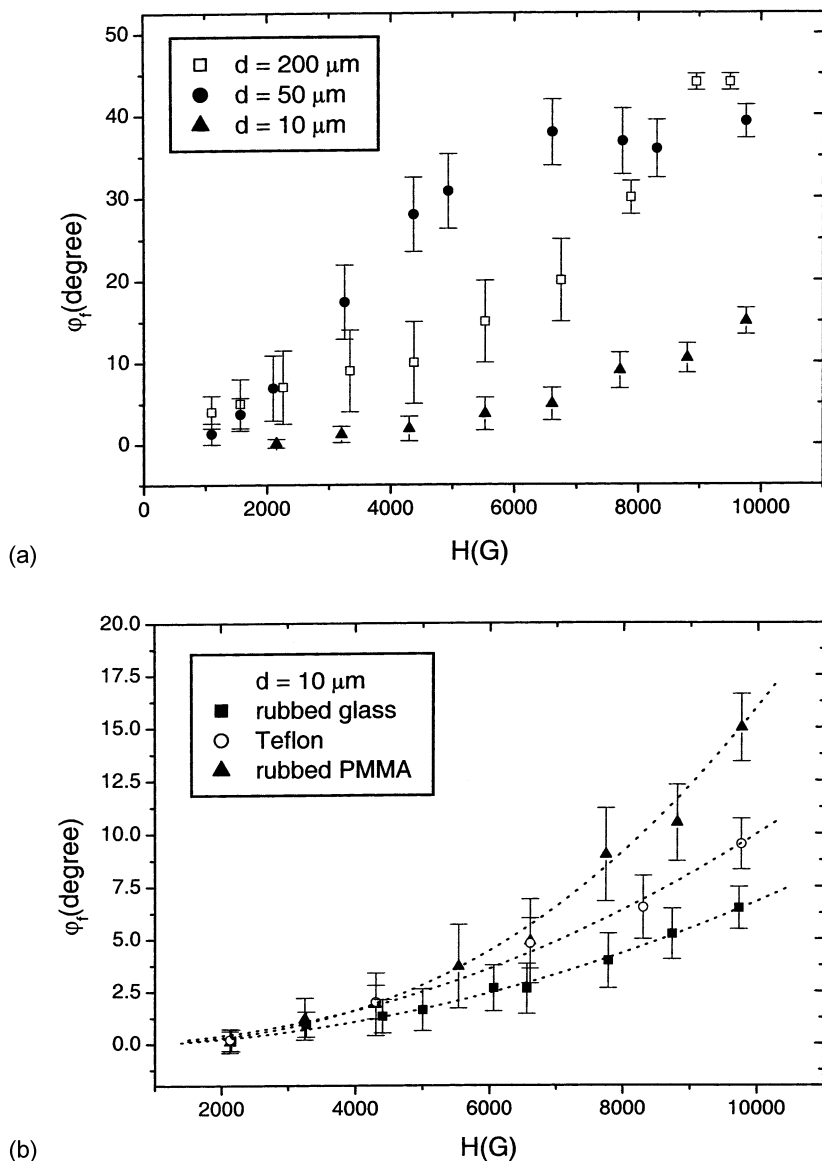 50
40
30
20
10
0
φf(degree)
d = 200 μm
d = 50 μm
d = 10 μm
0 2000 4000 6000 8000 10000
H(G)
(a)
20.0
17.5
15.0
12.5
10.0
7.5
5.0
2.5
0.0
φf(degree)
d = 10 μm
rubbed glass
Teflon
rubbed PMMA
2000 4000 6000 8000 10000
H(G)
(b)